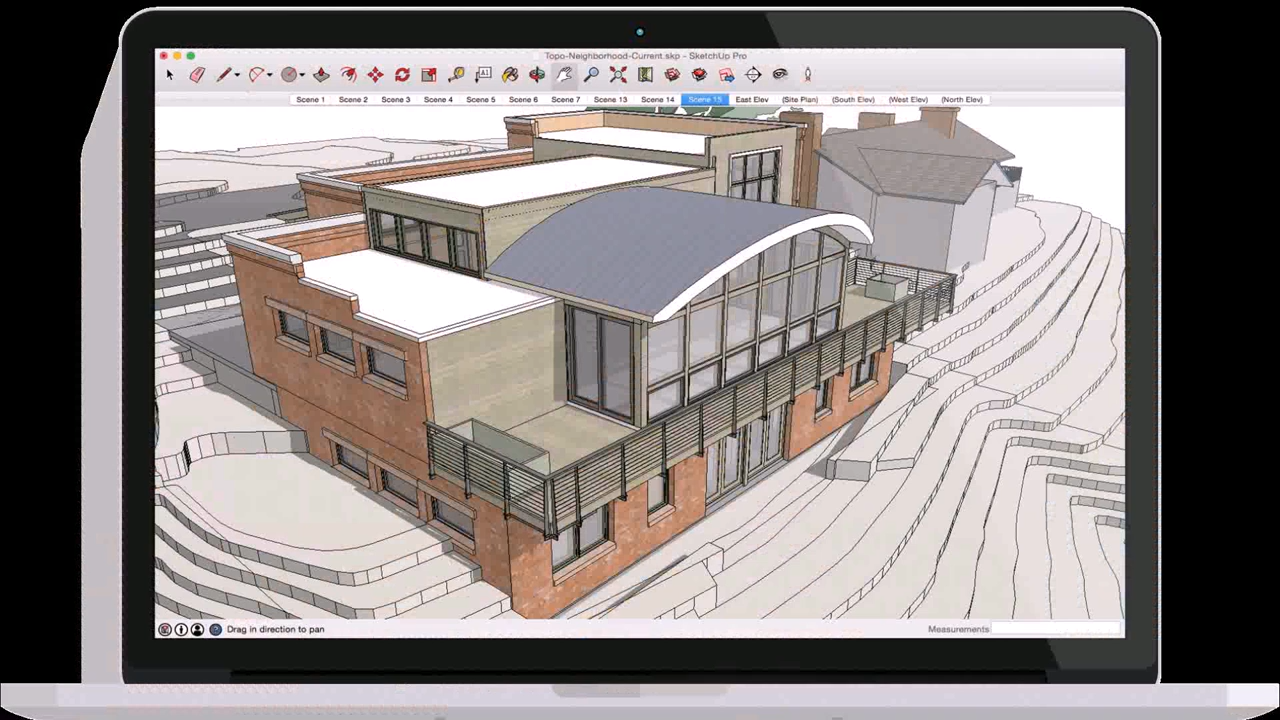 Topo-Neighborhood-Current.skp - SketchUp Pro
A1
Scene 1 Scene 2 Scene 3 Scene 4 Scene 5 Scene 6 Scene 7 Scene 13 Scene 14 Scene 15 East Elev (Site Plan) (South Elev) (West Elev) (North Elev)
Drag in direction to pan Measurements